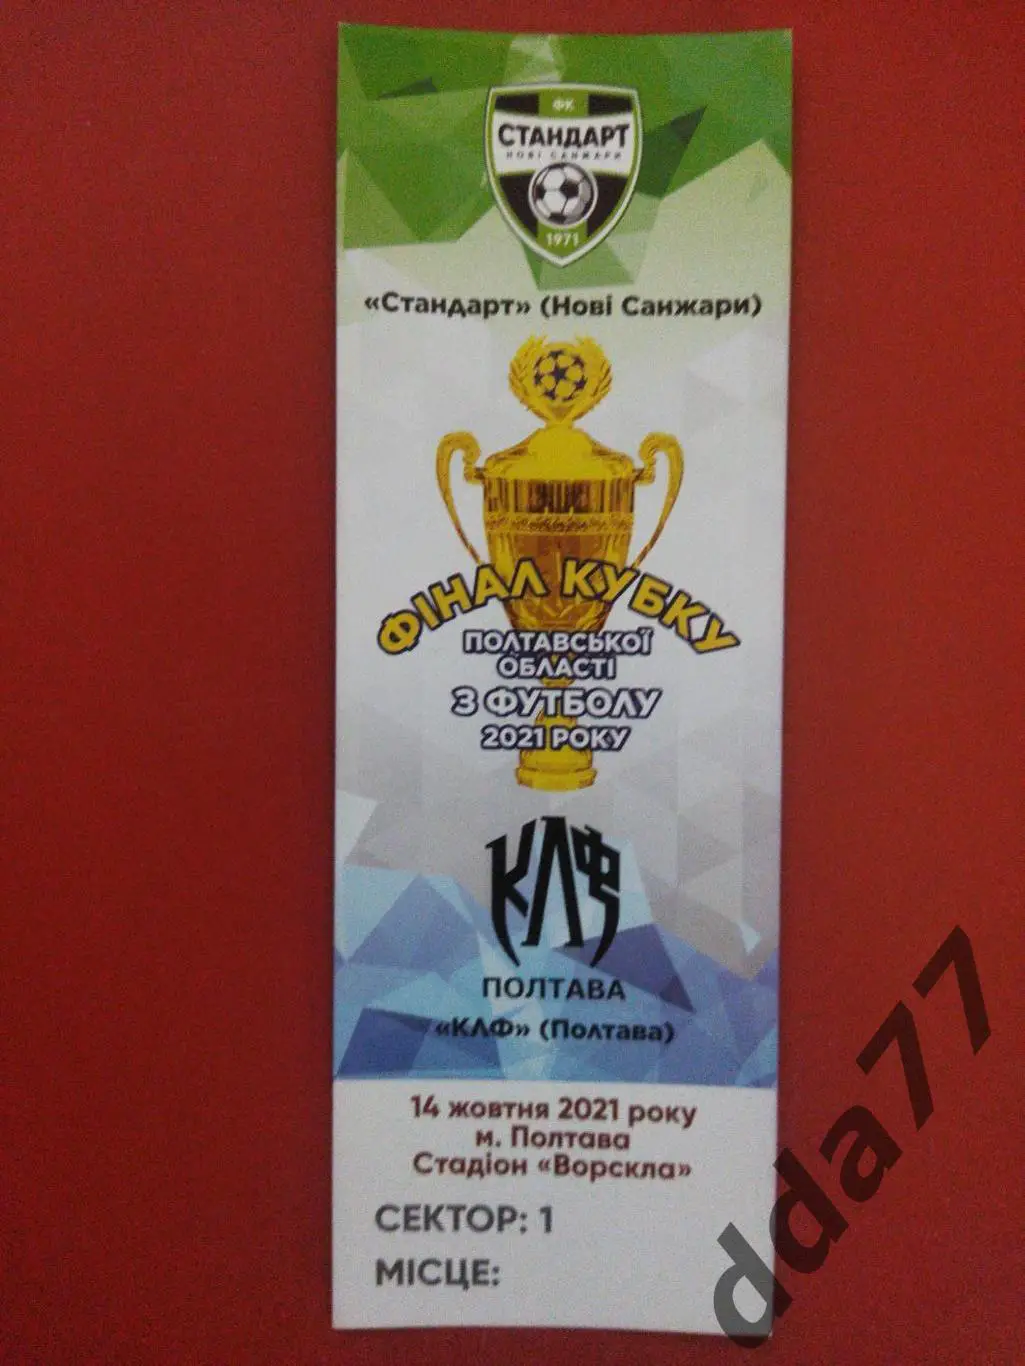 ФК
СТАНДАРТ
НОВІ САНЖАРИ
1971
«Стандарт» (Нові Санжари)
ФІНАЛ КУБКУ
ПОЛТАВСЬКОЇ
ОБЛАСТІ
З ФУТБОЛУ
2021 РОКУ
КЛФ
ПОЛТАВА
«КЛФ» (Полтава)
14 жовтня 2021 року
м. Полтава
Стадіон «Ворскла»
СЕКТОР: 1
МІСЦЕ:
dda77